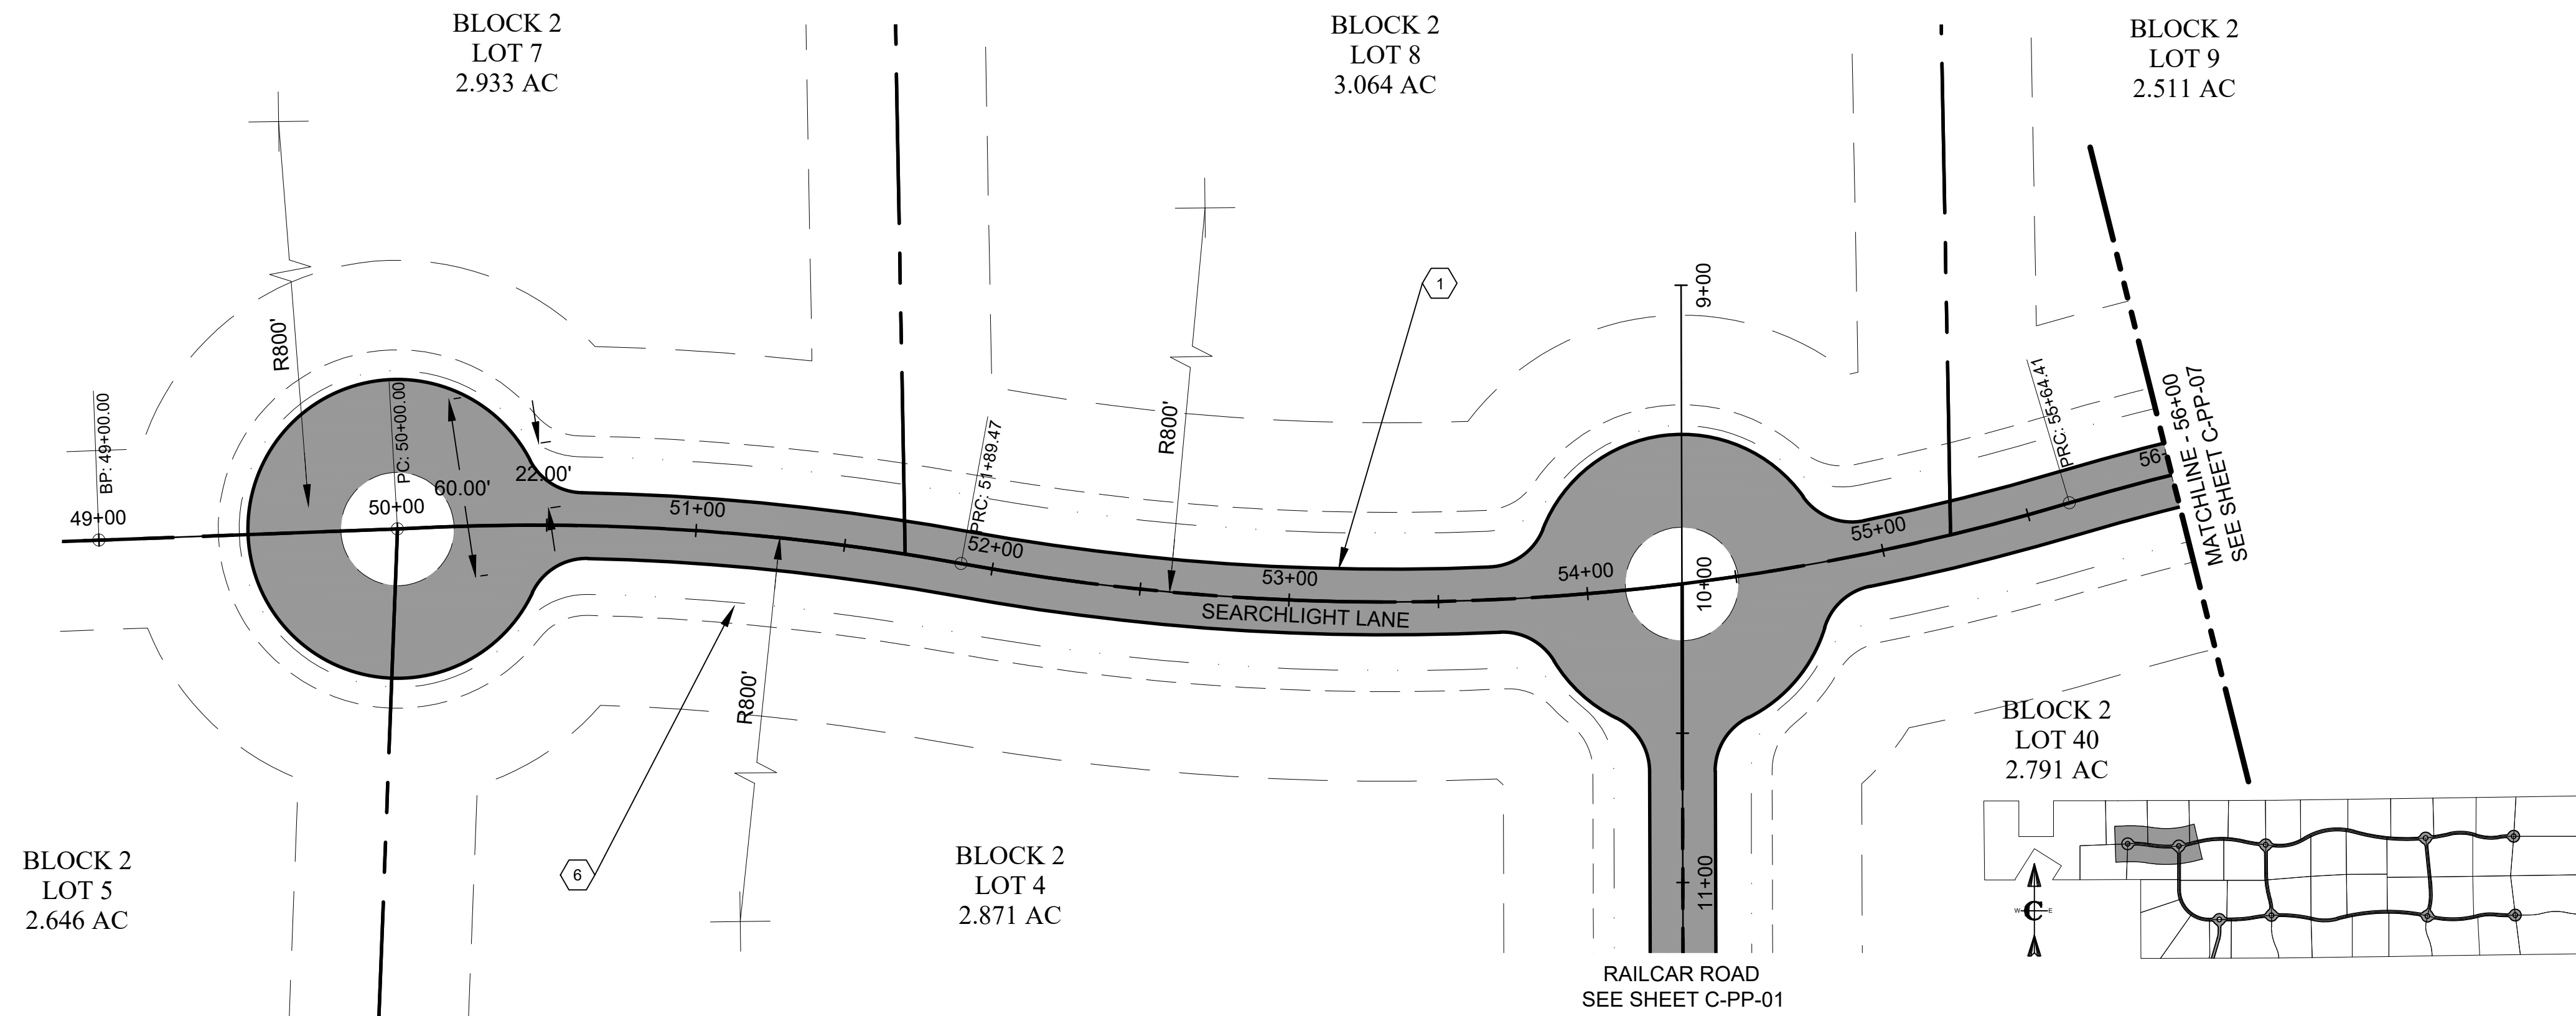 BLOCK 2
LOT 7
2.933 AC
BLOCK 2
LOT 8
3.064 AC
BLOCK 2
LOT 9
2.511 AC
R800'
R800'
1
9+00
BP: 49+00.00
49+00
PC: 50+00.00
50+00
60.00'
22.00'
51+00
PRC: 51+89.47
52+00
53+00
SEARCHLIGHT LANE
54+00
10+00
55+00
PRC: 55+64.41
56+
MATCHLINE - 56+00
SEE SHEET C-PP-07
R800'
6
11+00
BLOCK 2
LOT 5
2.646 AC
BLOCK 2
LOT 4
2.871 AC
BLOCK 2
LOT 40
2.791 AC
W C E
RAILCAR ROAD
SEE SHEET C-PP-01